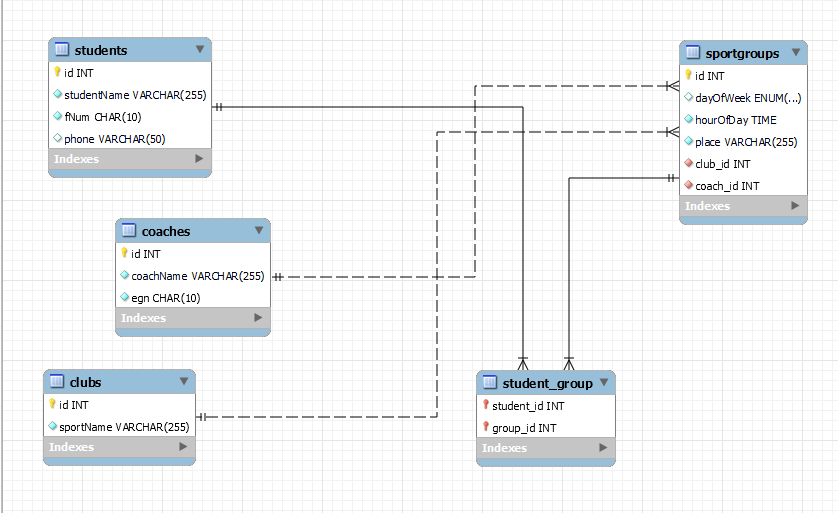 students
id INT
studentName VARCHAR(255)
fNum CHAR(10)
phone VARCHAR(50)
Indexes
sportgroups
id INT
dayOfWeek ENUM(...)
hourOfDay TIME
place VARCHAR(255)
club_id INT
coach_id INT
Indexes
coaches
id INT
coachName VARCHAR(255)
egn CHAR(10)
Indexes
clubs
id INT
sportName VARCHAR(255)
Indexes
student_group
student_id INT
group_id INT
Indexes